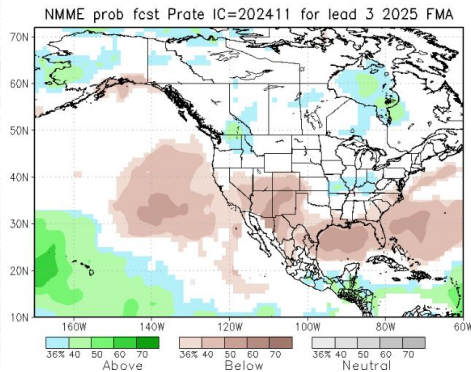 NMME prob fcst Prate IC=202411 for lead 3 2025 FMA
70N
60N
50N
40N
30N
20N
10N
160W 140W 120W 100W 80W 60W
36% 40 50 60 70 36% 40 50 60 70 36% 40 50 60 70
Above Below Neutral